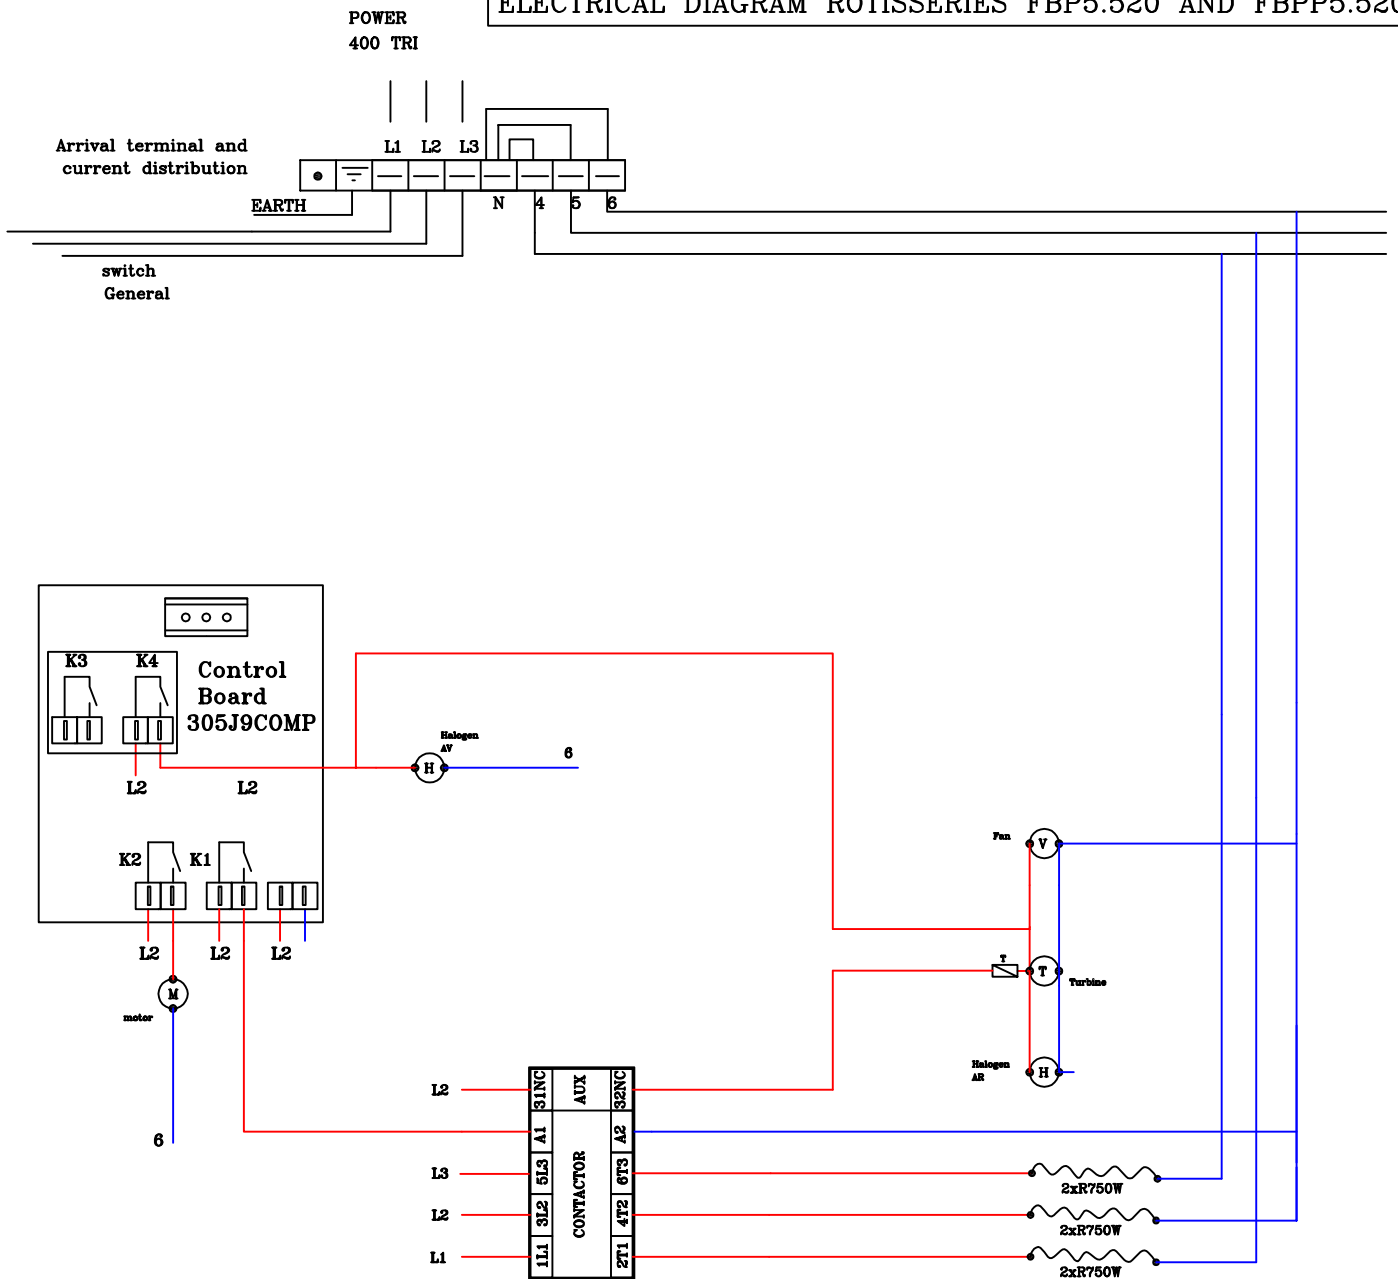 ELECTRICAL DIAGRAM ROTISSERIES FBP5.520 AND FBPP5.520
POWER
400 TRI
Arrival terminal and
current distribution
L1 L2 L3
EARTH
N 4 5 6
switch
General
K3 K4
Control
Board
305J9COMP
L2 L2
Halogen
AV
H
6
K2 K1
L2 L2 L2
M
motor
6
Fan
V
T
T
Turbine
Halogen
AR
H
L2 31NC AUX 32NC
A1 A2
L3 5L3 6T3
CONTACTOR
L2 3L2 4T2
L1 1L1 2T1
2xR750W
2xR750W
2xR750W